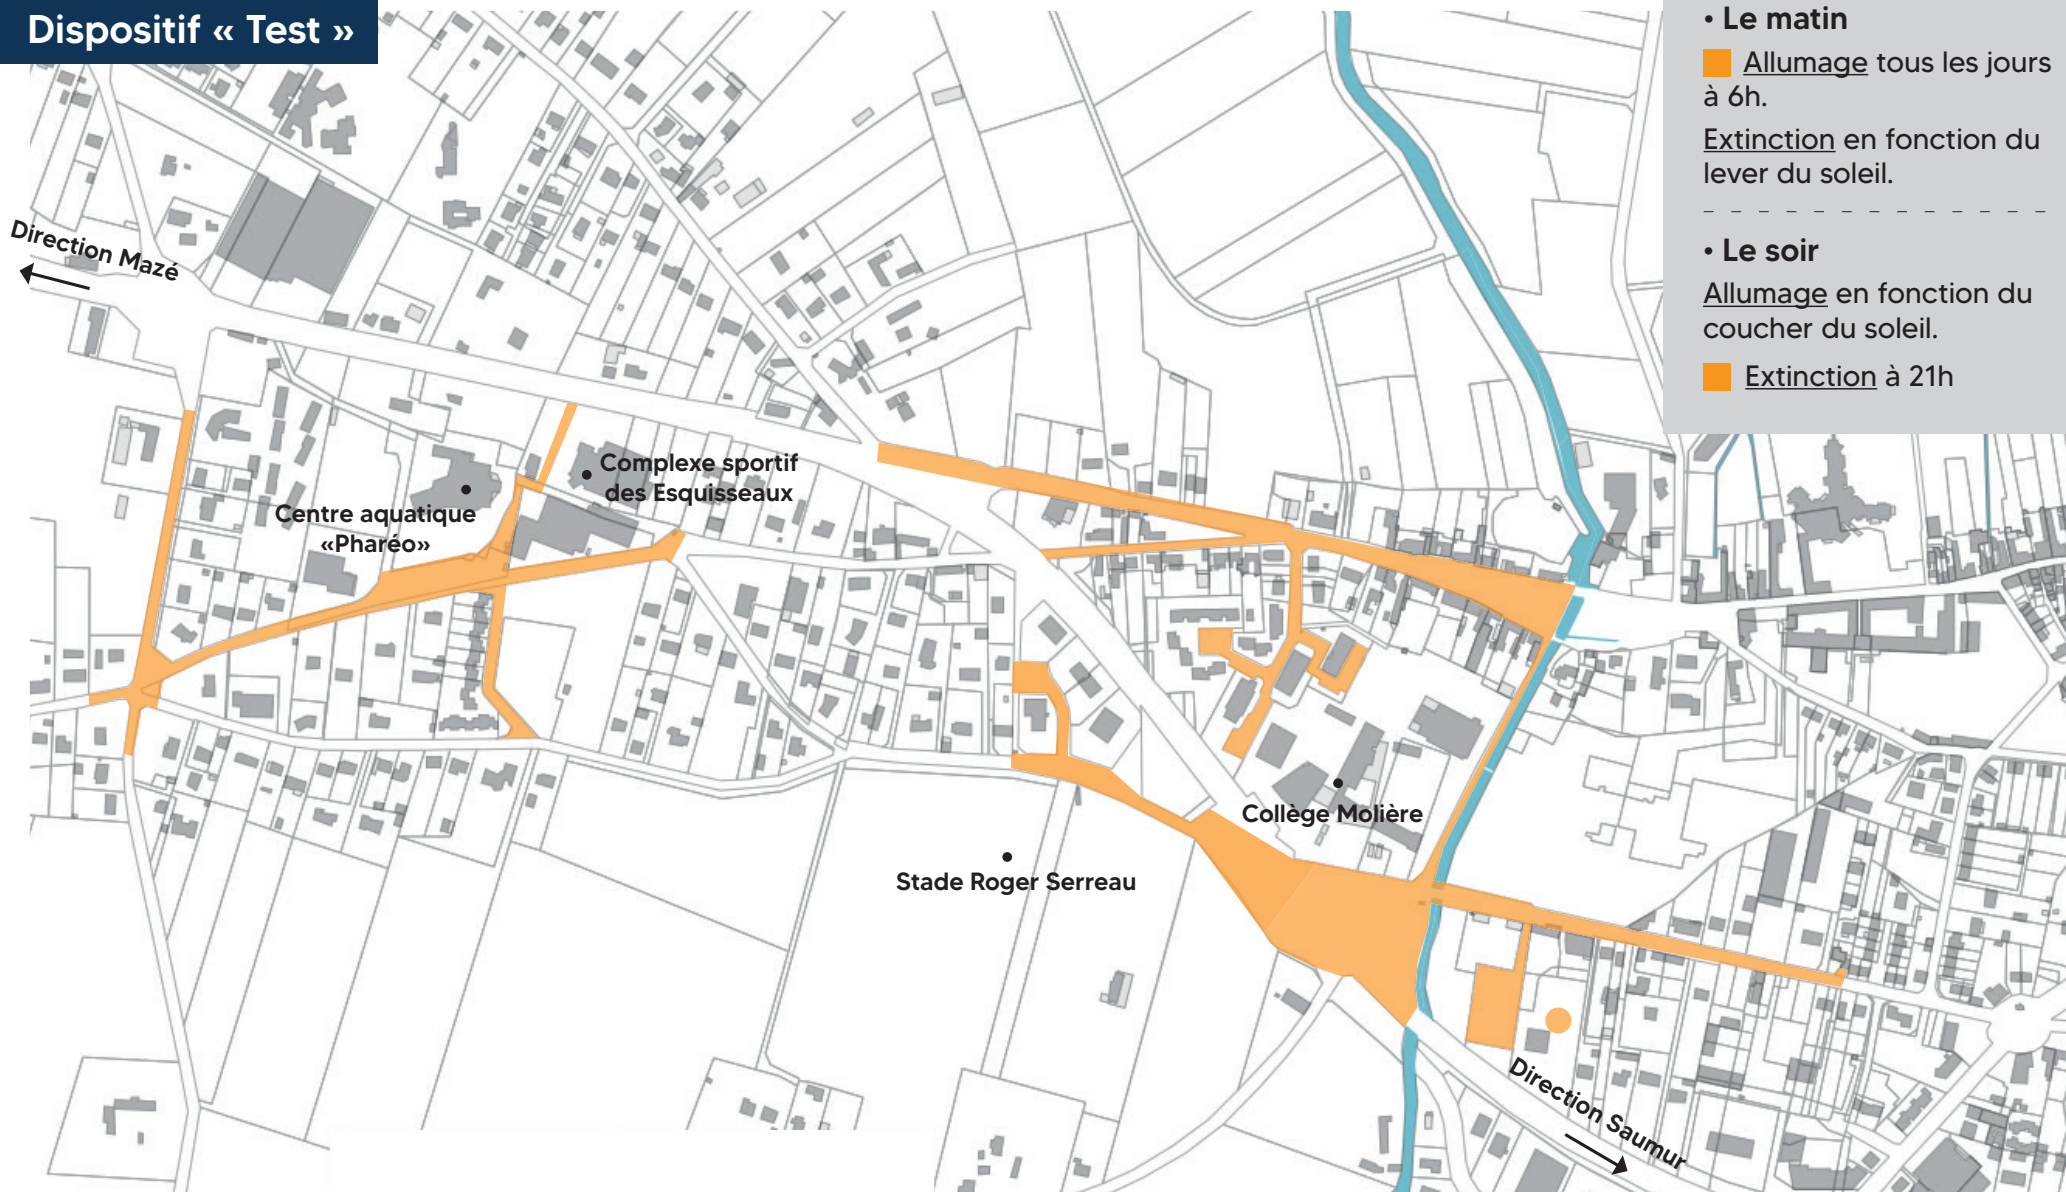 Dispositif « Test »
• Le matin
Allumage tous les jours
à 6h.
Extinction en fonction du
lever du soleil.
• Le soir
Allumage en fonction du
coucher du soleil.
Extinction à 21h
Direction Mazé
Complexe sportif
des Esquisseaux
Centre aquatique
«Pharéo»
Collège Molière
Stade Roger Serreau
Direction Saumur